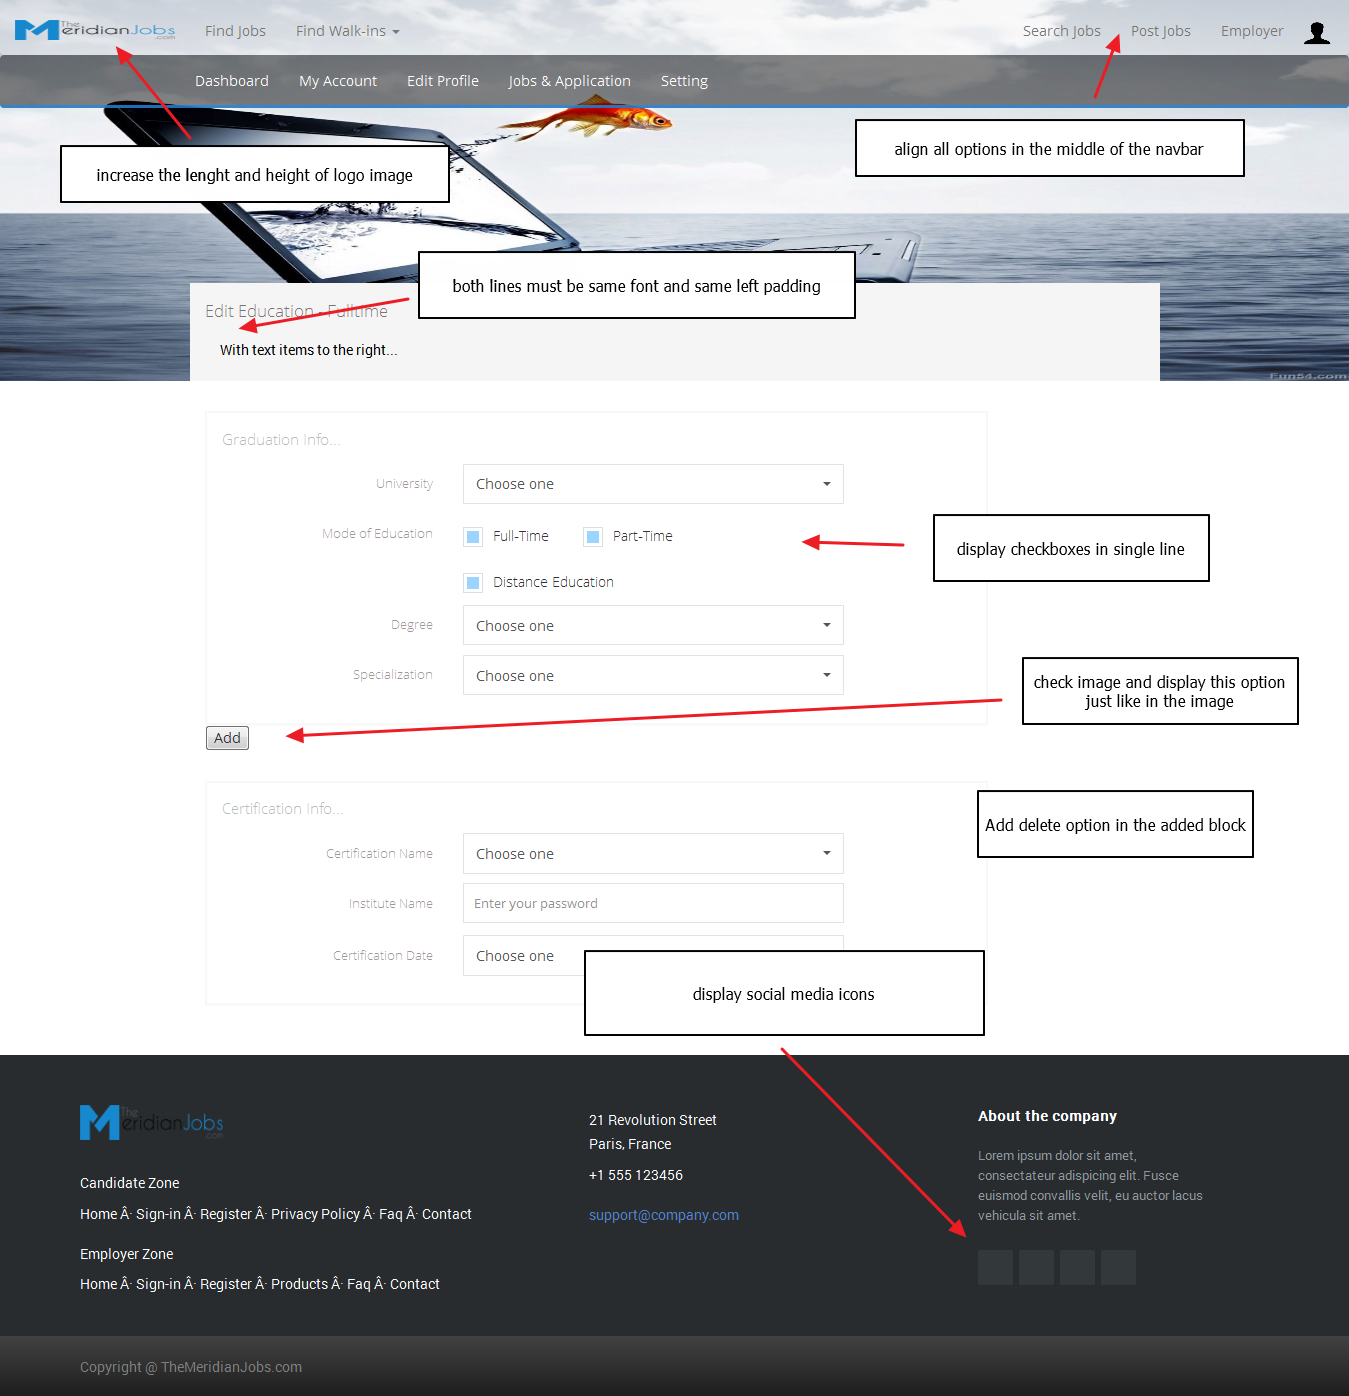 The
MeridianJobs
.com
Find Jobs
Find Walk-ins
Search Jobs
Post Jobs
Employer
Dashboard
My Account
Edit Profile
Jobs & Application
Setting
align all options in the middle of the navbar
increase the lenght and height of logo image
both lines must be same font and same left padding
Edit Education - Fulltime
With text items to the right...
Fun54.com
Graduation Info...
University
Choose one
Mode of Education
Full-Time
Part-Time
display checkboxes in single line
Distance Education
Degree
Choose one
Specialization
Choose one
check image and display this option
just like in the image
Add
Certification Info...
Add delete option in the added block
Certification Name
Choose one
Institute Name
Enter your password
Certification Date
Choose one
display social media icons
The
MeridianJobs
.com
Candidate Zone
Home Â· Sign-in Â· Register Â· Privacy Policy Â· Faq Â· Contact
Employer Zone
Home Â· Sign-in Â· Register Â· Products Â· Faq Â· Contact
21 Revolution Street
Paris, France
+1 555 123456
support@company.com
About the company
Lorem ipsum dolor sit amet,
consectateur adispicing elit. Fusce
euismod convallis velit, eu auctor lacus
vehicula sit amet.
Copyright @ TheMeridianJobs.com